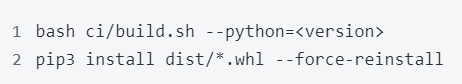 1 bash ci/build.sh --python=<version>
2 pip3 install dist/*.whl --force-reinstall